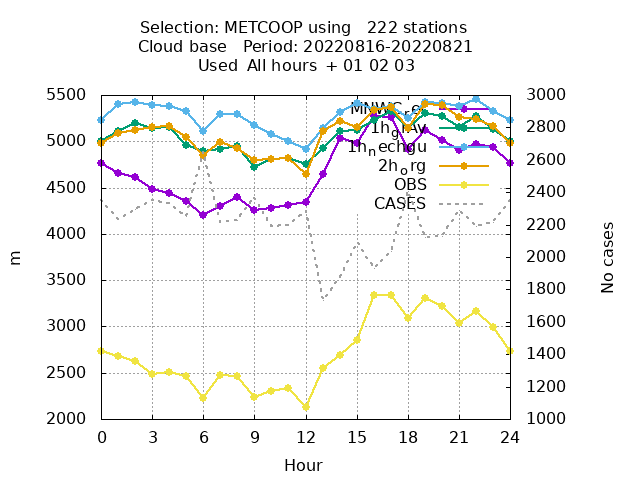 Selection: METCOOP using 222 stations
Cloud base Period: 20220816-20220821
Used All hours + 01 02 03
5500
5000
4500
4000
3500
3000
2500
2000
3000
2800
2600
2400
2200
2000
1800
1600
1400
1200
1000
0 3 6 9 12 15 18 21 24
m
No cases
Hour
1hnechgu
2horg
OBS
CASES